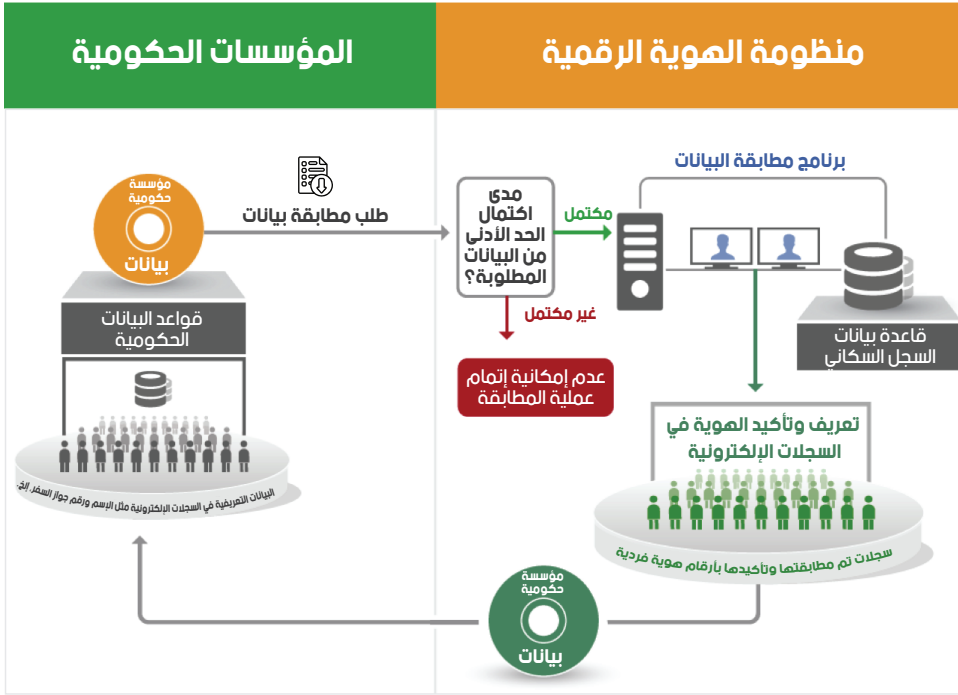 منظومة الهوية الرقمية
المؤسسات الحكومية
مؤسسة
حكومية
بيانات
طلب مطابقة بيانات
مدى
اكتمال
الحد الأدنى
من البيانات
المطلوبة؟
مكتمل
غير مكتمل
عدم إمكانية إتمام
عملية المطابقة
برنامج مطابقة البيانات
قاعدة بيانات
السجل السكاني
قواعد البيانات
الحكومية
البيانات التعريفية في السجلات الإلكترونية مثل الإسم ورقم جواز السفر. إلخ.
تعريف وتأكيد الهوية في
السجلات الإلكترونية
سجلات تم مطابقتها وتأكيدها بأرقام هوية فردية
مؤسسة
حكومية
بيانات